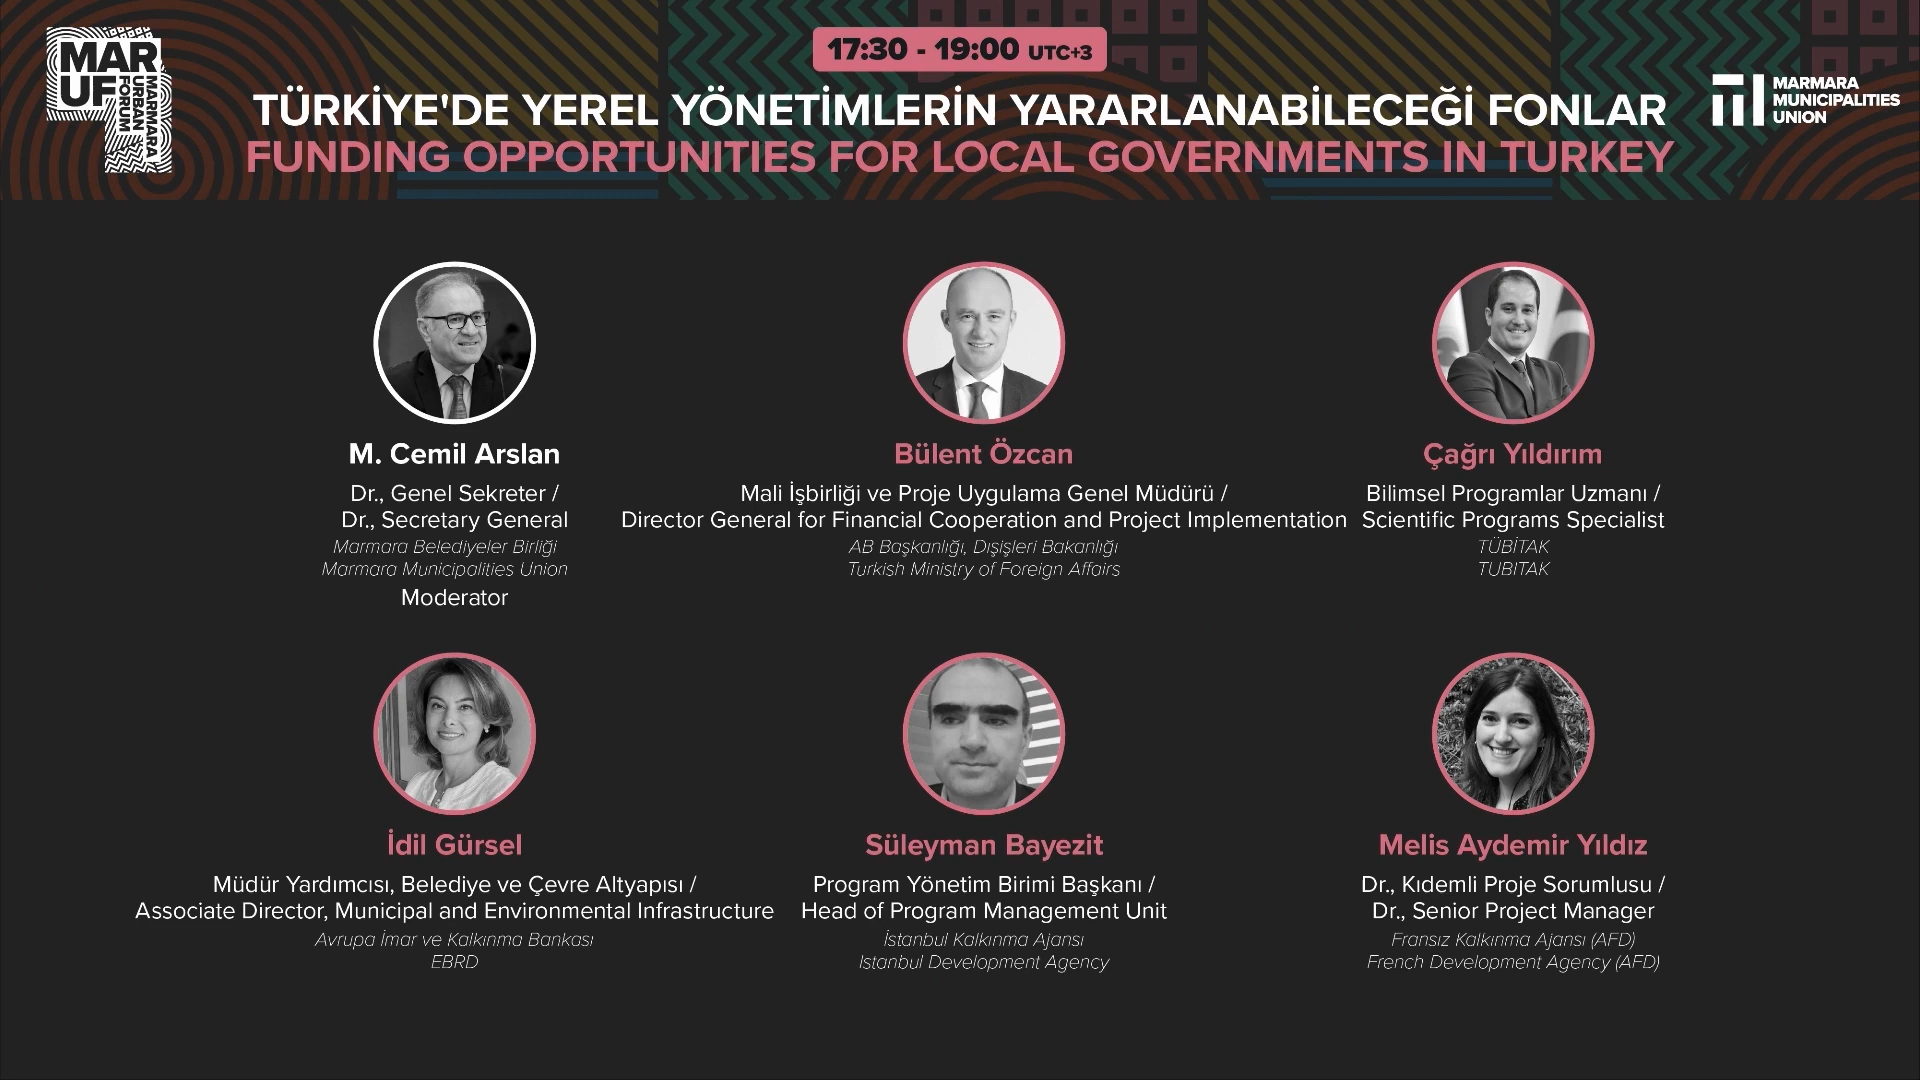 MAR
UF
MARMARA
URBAN
FORUM
17:30 - 19:00 UTC+3
TÜRKİYE'DE YEREL YÖNETİMLERİN YARARLANABİLECEĞİ FONLAR
FUNDING OPPORTUNITIES FOR LOCAL GOVERNMENTS IN TURKEY
MARMARA
MUNICIPALITIES
UNION
M. Cemil Arslan
Dr., Genel Sekreter /
Dr., Secretary General
Marmara Belediyeler Birliği
Marmara Municipalities Union
Moderator
Bülent Özcan
Mali İşbirliği ve Proje Uygulama Genel Müdürü /
Director General for Financial Cooperation and Project Implementation
AB Başkanlığı, Dışişleri Bakanlığı
Turkish Ministry of Foreign Affairs
Çağrı Yıldırım
Bilimsel Programlar Uzmanı /
Scientific Programs Specialist
TÜBİTAK
TUBITAK
İdil Gürsel
Müdür Yardımcısı, Belediye ve Çevre Altyapısı /
Associate Director, Municipal and Environmental Infrastructure
Avrupa İmar ve Kalkınma Bankası
EBRD
Süleyman Bayezit
Program Yönetim Birimi Başkanı /
Head of Program Management Unit
İstanbul Kalkınma Ajansı
Istanbul Development Agency
Melis Aydemir Yıldız
Dr., Kıdemli Proje Sorumlusu /
Dr., Senior Project Manager
Fransız Kalkınma Ajansı (AFD)
French Development Agency (AFD)